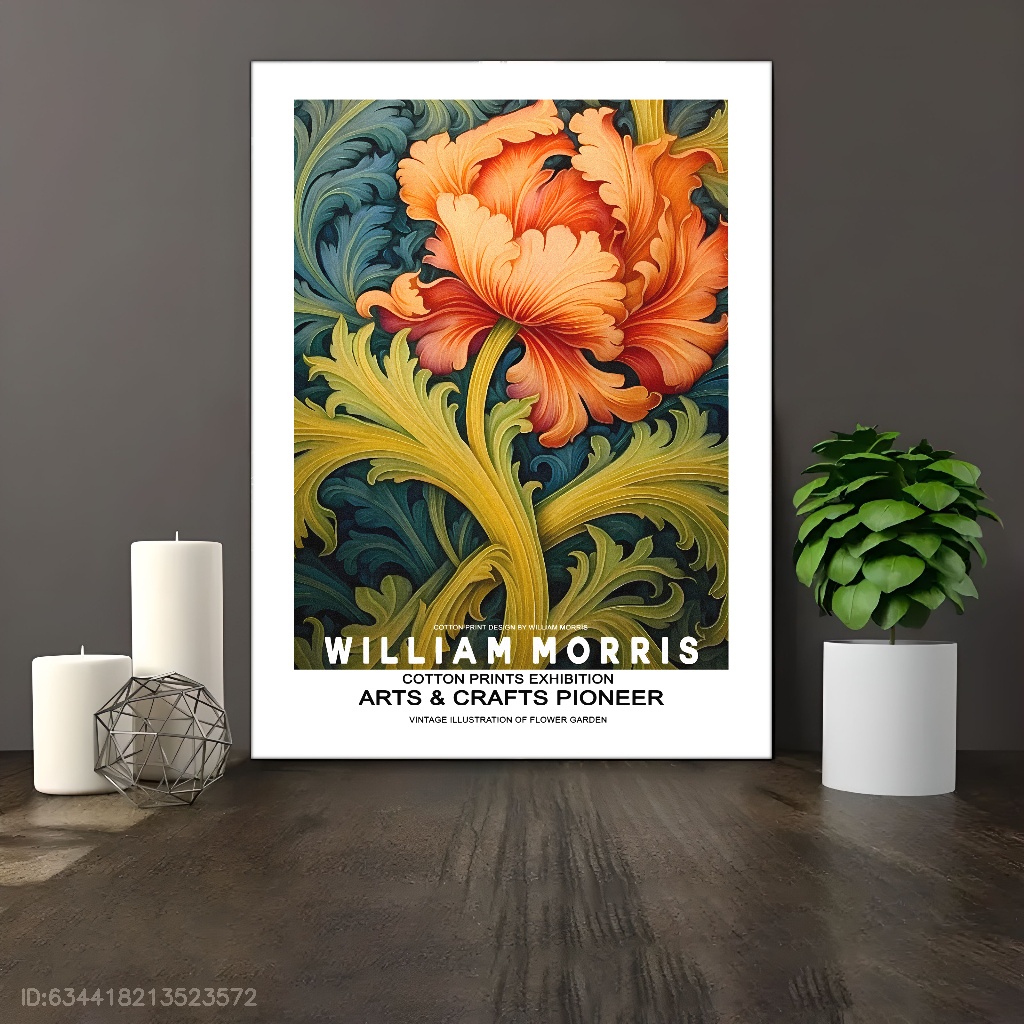 COTTON PRINT DESIGN BY WILLIAM MORRIS
WILLIAM MORRIS
COTTON PRINTS EXHIBITION
ARTS & CRAFTS PIONEER
VINTAGE ILLUSTRATION OF FLOWER GARDEN
ID:634418213523572